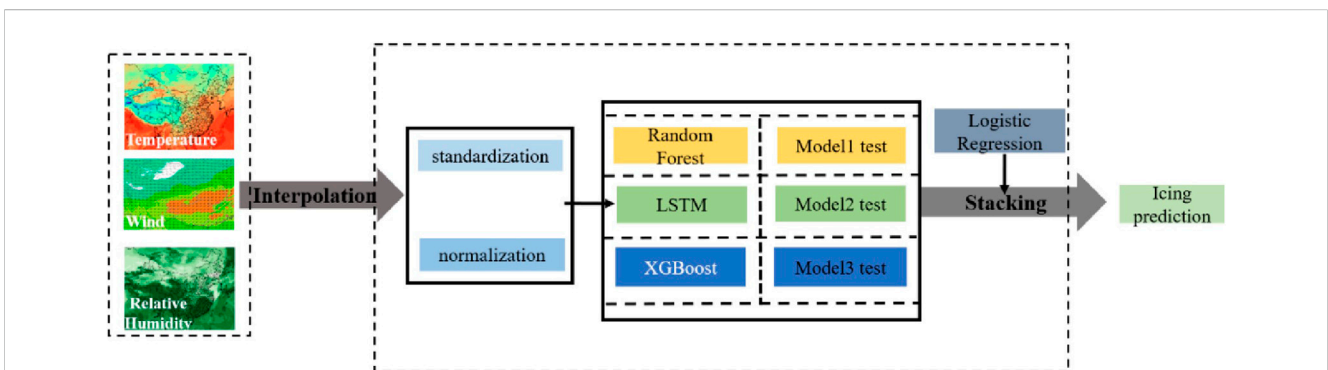 Temperature
Wind
Relative
Humidity
Interpolation
standardization
normalization
Random
Forest
LSTM
XGBoost
Model1 test
Model2 test
Model3 test
Logistic
Regression
Stacking
Icing
prediction